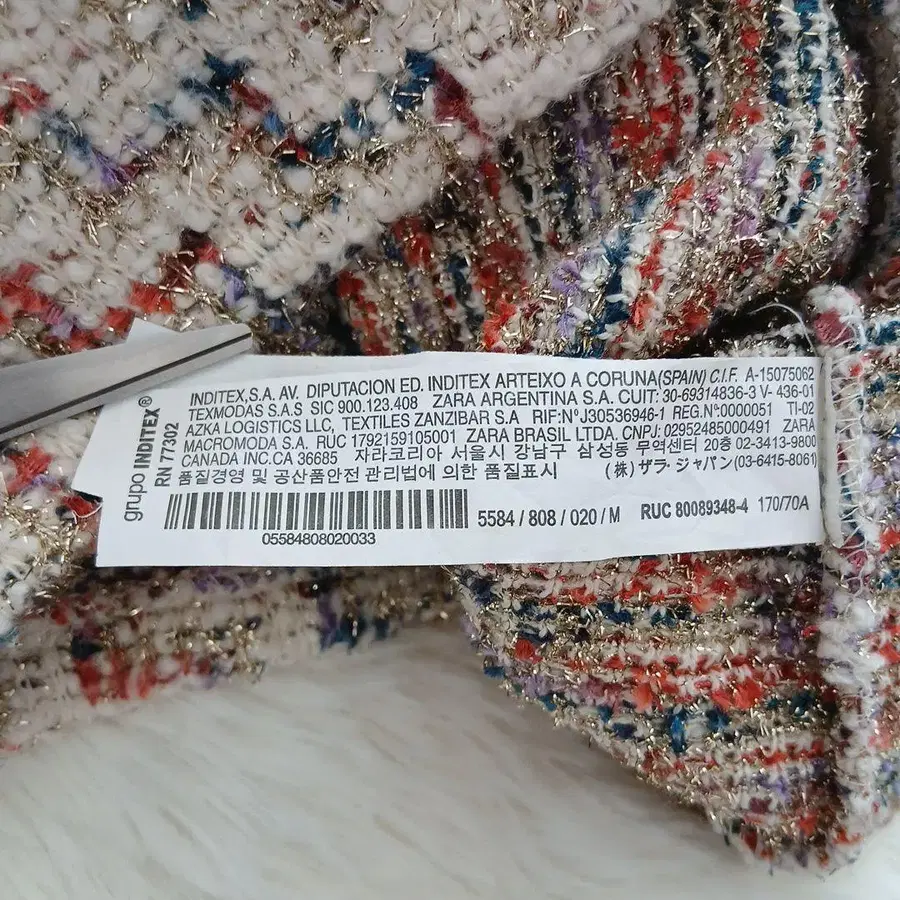 grupo INDITEX®
RN 77302
INDITEX,S.A. AV. DIPUTACION ED. INDITEX ARTEIXO A CORUNA(SPAIN) C.I.F. A-15075062
TEXMODAS S.A.S SIC 900.123.408 ZARA ARGENTINA S.A. CUIT: 30-69314836-3 V- 436-01
AZKA LOGISTICS LLC, TEXTILES ZANZIBAR S.A RIF:N°J30536946-1 REG.N°:0000051 TI-02
MACROMODA S.A. RUC 1792159105001 ZARA BRASIL LTDA. CNPJ: 02952485000491 ZARA
CANADA INC.CA 36685 자라코리아 서울시 강남구 삼성동 무역센터 20층 02-3413-9800
품질경영 및 공산품안전 관리법에 의한 품질표시 (株) ザラ・ジャパン(03-6415-8061)
05584808020033
5584 / 808 / 020 / M RUC 80089348-4 170/70A